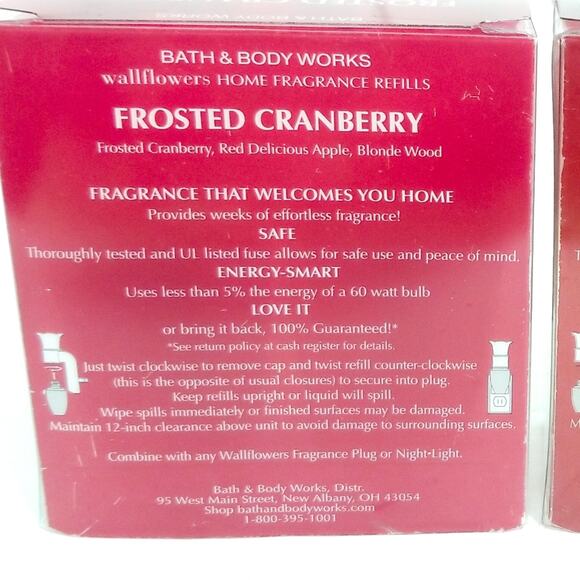 BATH & BODY WORKS
BATH & BODY WORKS
wallflowers HOME FRAGRANCE REFILLS
FROSTED CRANBERRY
Frosted Cranberry, Red Delicious Apple, Blonde Wood
FRAGRANCE THAT WELCOMES YOU HOME
Provides weeks of effortless fragrance!
SAFE
Thoroughly tested and UL listed fuse allows for safe use and peace of mind.
ENERGY-SMART
Uses less than 5% the energy of a 60 watt bulb
LOVE IT
or bring it back, 100% Guaranteed!*
*See return policy at cash register for details.
Just twist clockwise to remove cap and twist refill counter-clockwise
(this is the opposite of usual closures) to secure into plug.
Keep refills upright or liquid will spill.
Wipe spills immediately or finished surfaces may be damaged.
Maintain 12-inch clearance above unit to avoid damage to surrounding surfaces.
Combine with any Wallflowers Fragrance Plug or Night•Light.
Bath & Body Works, Distr.
95 West Main Street, New Albany, OH 43054
Shop bathandbodyworks.com
1-800-395-1001